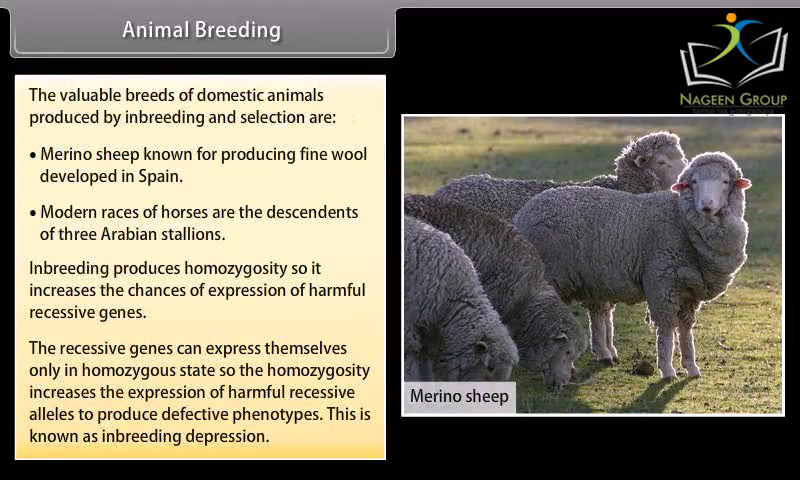 Animal Breeding
NAGEEN GROUP
The valuable breeds of domestic animals
produced by inbreeding and selection are:
• Merino sheep known for producing fine wool
developed in Spain.
• Modern races of horses are the descendents
of three Arabian stallions.
Inbreeding produces homozygosity so it
increases the chances of expression of harmful
recessive genes.
The recessive genes can express themselves
only in homozygous state so the homozygosity
increases the expression of harmful recessive
alleles to produce defective phenotypes. This is
known as inbreeding depression.
Merino sheep